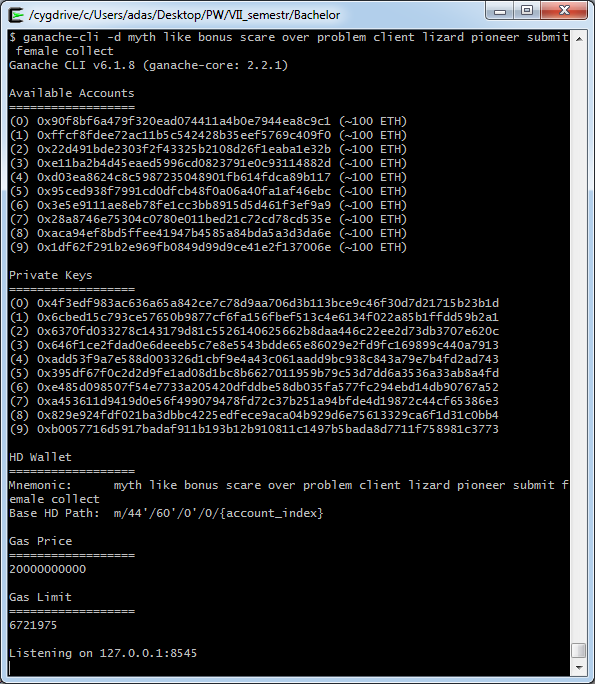 /cygdrive/c/Users/adas/Desktop/PW/VII_semestr/Bachelor
$ ganache-cli -d myth like bonus scare over problem client lizard pioneer submit
female collect
Ganache CLI v6.1.8 (ganache-core: 2.2.1)
Available Accounts
==================
(0) 0x90f8bf6a479f320ead074411a4b0e7944ea8c9c1 (~100 ETH)
(1) 0xffcf8fdee72ac11b5c542428b35eef5769c409f0 (~100 ETH)
(2) 0x22d491bde2303f2f43325b2108d26f1eaba1e32b (~100 ETH)
(3) 0xe11ba2b4d45eaed5996cd0823791e0c93114882d (~100 ETH)
(4) 0xd03ea8624c8c5987235048901fb614fdca89b117 (~100 ETH)
(5) 0x95ced938f7991cd0dfcb48f0a06a40fa1af46ebc (~100 ETH)
(6) 0x3e5e9111ae8eb78fe1cc3bb8915d5d461f3ef9a9 (~100 ETH)
(7) 0x28a8746e75304c0780e011bed21c72cd78cd535e (~100 ETH)
(8) 0xaca94ef8bd5ffee41947b4585a84bda5a3d3da6e (~100 ETH)
(9) 0x1df62f291b2e969fb0849d99d9ce41e2f137006e (~100 ETH)
Private Keys
==================
(0) 0x4f3edf983ac636a65a842ce7c78d9aa706d3b113bce9c46f30d7d21715b23b1d
(1) 0x6cbed15c793ce57650b9877cf6fa156fbef513c4e6134f022a85b1ffdd59b2a1
(2) 0x6370fd033278c143179d81c5526140625662b8daa446c22ee2d73db3707e620c
(3) 0x646f1ce2fdad0e6deeeb5c7e8e5543bdde65e86029e2fd9fc169899c440a7913
(4) 0xadd53f9a7e588d003326d1cbf9e4a43c061aadd9bc938c843a79e7b4fd2ad743
(5) 0x395df67f0c2d2d9fe1ad08d1bc8b6627011959b79c53d7dd6a3536a33ab8a4fd
(6) 0xe485d098507f54e7733a205420dfddbe58db035fa577fc294ebd14db90767a52
(7) 0xa453611d9419d0e56f499079478fd72c37b251a94bfde4d19872c44cf65386e3
(8) 0x829e924fdf021ba3dbbc4225edfece9aca04b929d6e75613329ca6f1d31c0bb4
(9) 0xb0057716d5917badaf911b193b12b910811c1497b5bada8d7711f758981c3773
HD Wallet
==================
Mnemonic:      myth like bonus scare over problem client lizard pioneer submit f
emale collect
Base HD Path:  m/44'/60'/0'/0/{account_index}
Gas Price
==================
20000000000
Gas Limit
==================
6721975
Listening on 127.0.0.1:8545